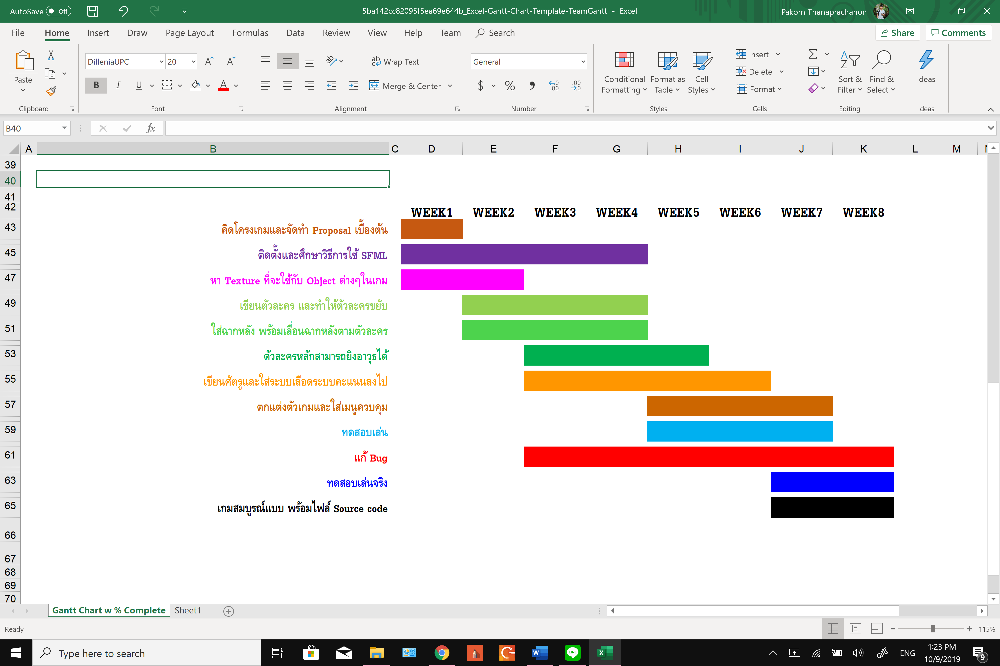 AutoSave Off 5ba142cc82095f5ea69e644b_Excel-Gantt-Chart-Template-TeamGantt - Excel Pakorn Thanaprachanon
File Home Insert Draw Page Layout Formulas Data Review View Help Team Search Share Comments
DilleniaUPC 20 Wrap Text General Insert
Paste Conditional Formatting Format as Table Cell Styles Delete Sort & Filter Find & Select Ideas
B I U Merge & Center $ % Format
Clipboard Font Alignment Number Styles Cells Editing Ideas
B40 fx
A B C D E F G H I J K L M
39
40
41
42 WEEK1 WEEK2 WEEK3 WEEK4 WEEK5 WEEK6 WEEK7 WEEK8
43 คิดโครงเกมและจัดทำ Proposal เบื้องต้น
45 ติดตั้งและศึกษาวิธีการใช้ SFML
47 หา Texture ที่จะใช้กับ Object ต่างๆในเกม
49 เขียนตัวละคร และทำให้ตัวละครขยับ
51 ใส่ฉากหลัง พร้อมเลื่อนฉากหลังตามตัวละคร
53 ตัวละครหลักสามารถยิงอาวุธได้
55 เขียนศัตรูและใส่ระบบเลือดระบบคะแนนลงไป
57 ตกแต่งตัวเกมและใส่เมนูควบคุม
59 ทดสอบเล่น
61 แก้ Bug
63 ทดสอบเล่นจริง
65 เกมสมบูรณ์แบบ พร้อมไฟล์ Source code
66
67
68
69
70
Gantt Chart w % Complete Sheet1
Ready 115%
Type here to search LINE ENG 1:23 PM
10/9/2019 9